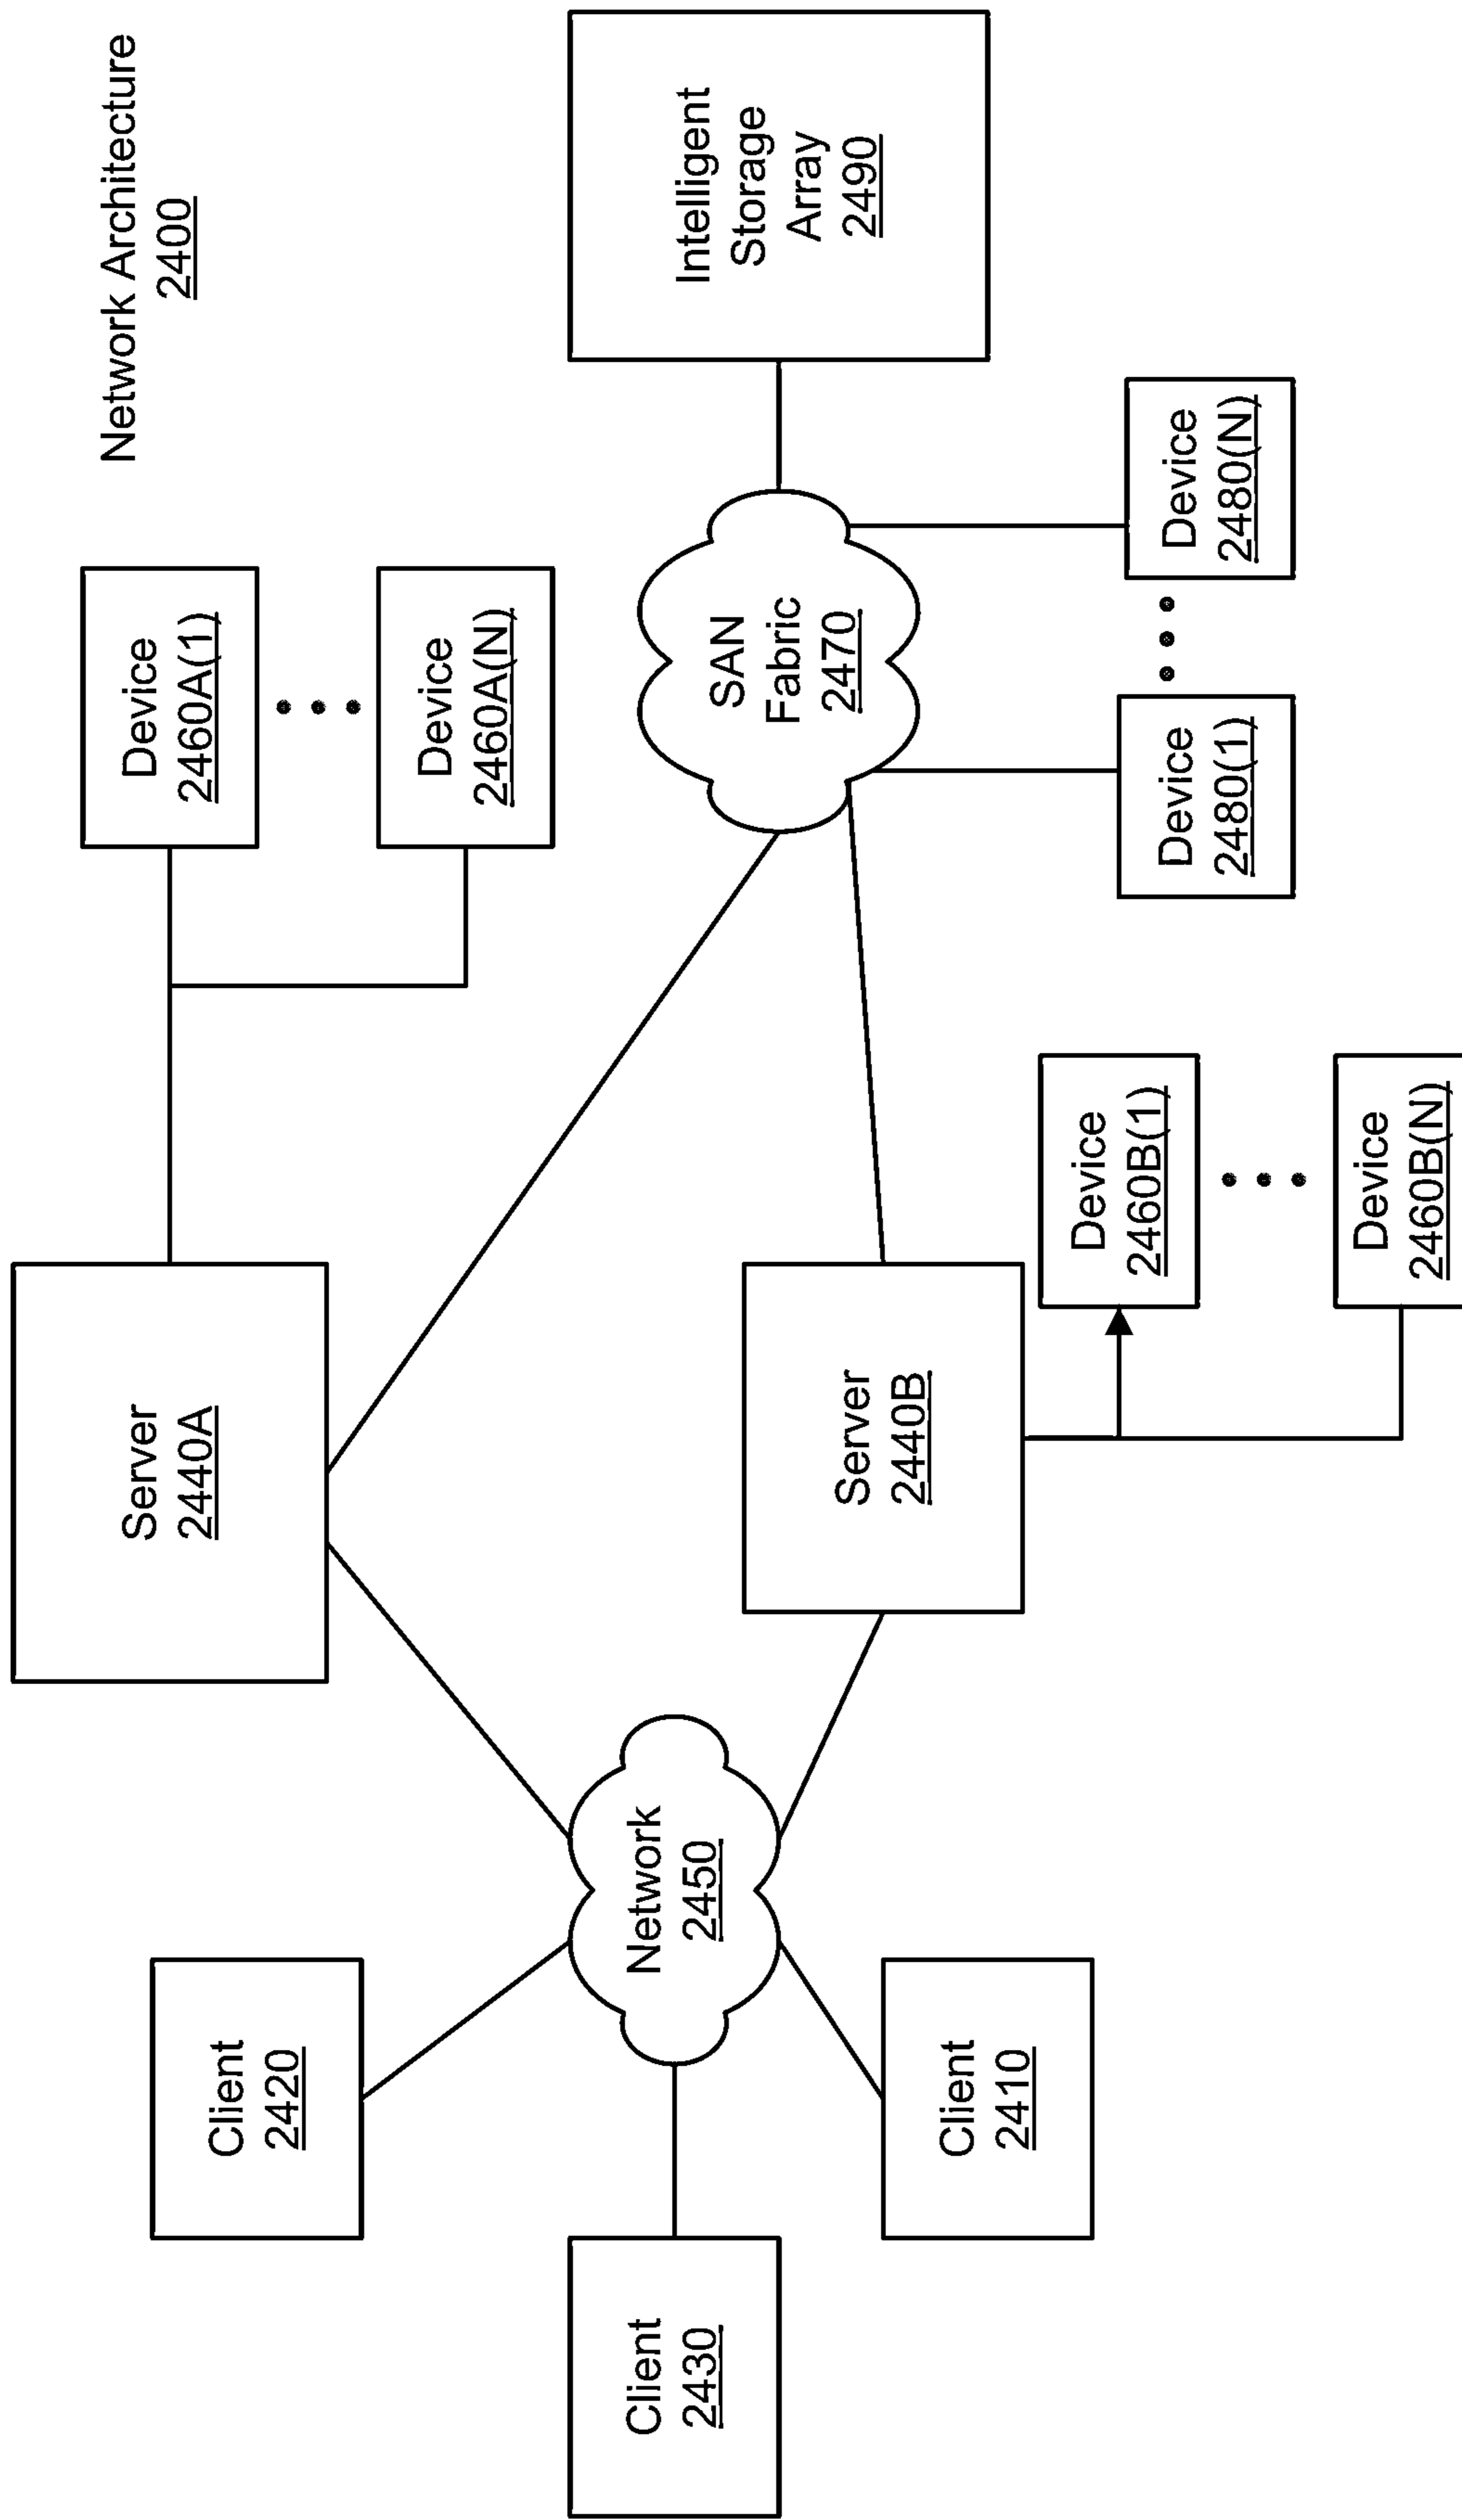 Network Architecture
2400
Device
2460A(1)
Device
2460A(N)
Server
2440A
Client
2420
Intelligent
Storage
Array
2490
SAN
Fabric
2470
Network
2450
Client
2430
Server
2440B
Device
2480(N)
Device
2480(1)
Device
2460B(1)
Device
2460B(N)
Client
2410